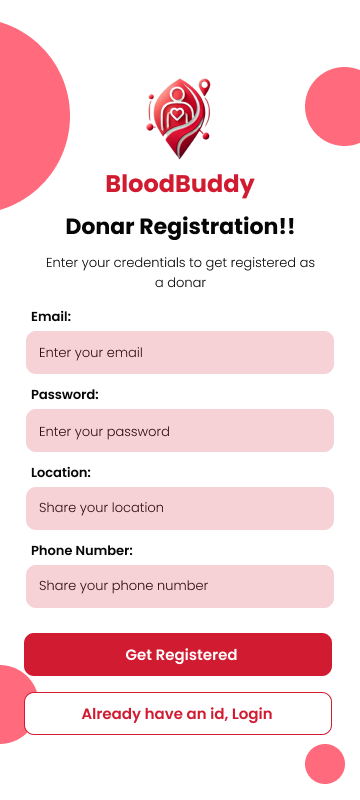 BloodBuddy
Donar Registration!!
Enter your credentials to get registered as
a donar
Email:
Enter your email
Password:
Enter your password
Location:
Share your location
Phone Number:
Share your phone number
Get Registered
Already have an id, Login